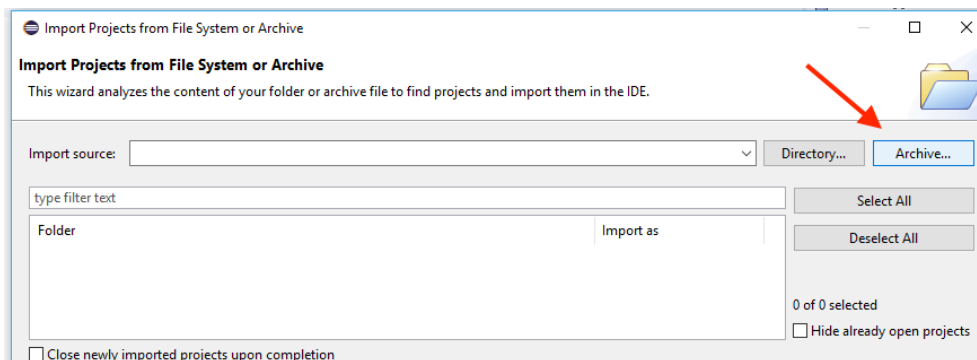 Import Projects from File System or Archive
Import Projects from File System or Archive
This wizard analyzes the content of your folder or archive file to find projects and import them in the IDE.
Import source:
Directory...
Archive...
type filter text
Select All
Folder
Import as
Deselect All
0 of 0 selected
Hide already open projects
Close newly imported projects upon completion